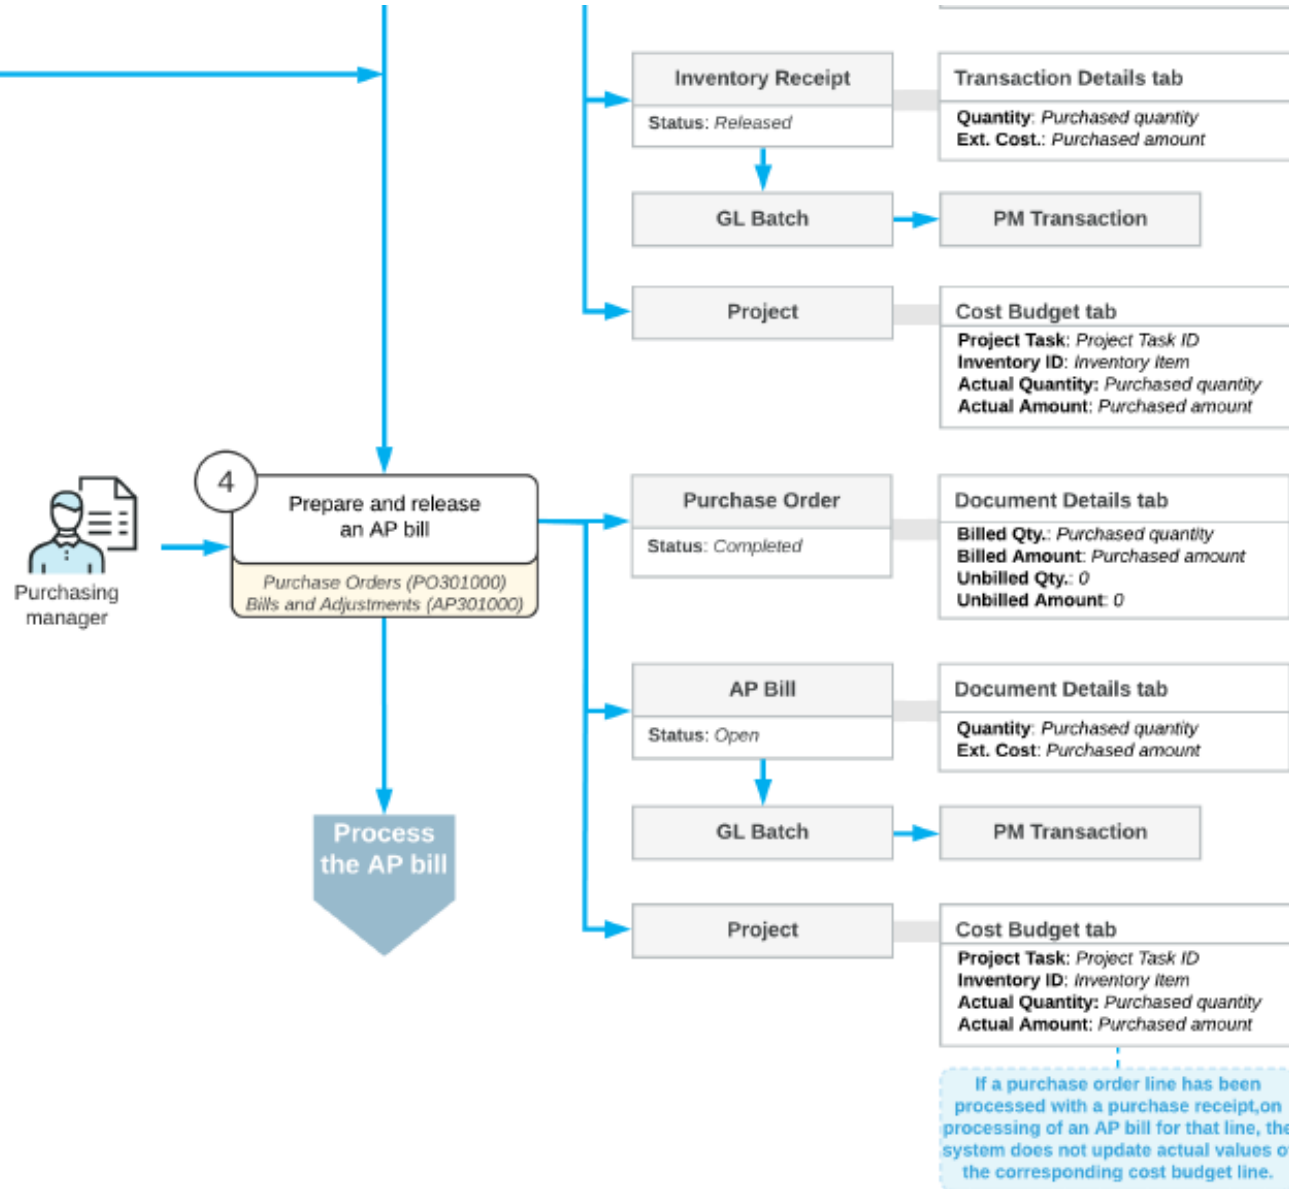 Inventory Receipt
Status: Released
Transaction Details tab
Quantity: Purchased quantity
Ext. Cost.: Purchased amount
GL Batch
PM Transaction
Project
Cost Budget tab
Project Task: Project Task ID
Inventory ID: Inventory Item
Actual Quantity: Purchased quantity
Actual Amount: Purchased amount
Purchasing
manager
4
Prepare and release
an AP bill
Purchase Orders (PO301000)
Bills and Adjustments (AP301000)
Purchase Order
Status: Completed
Document Details tab
Billed Qty.: Purchased quantity
Billed Amount: Purchased amount
Unbilled Qty.: 0
Unbilled Amount: 0
AP Bill
Status: Open
Document Details tab
Quantity: Purchased quantity
Ext. Cost: Purchased amount
Process
the AP bill
GL Batch
PM Transaction
Project
Cost Budget tab
Project Task: Project Task ID
Inventory ID: Inventory Item
Actual Quantity: Purchased quantity
Actual Amount: Purchased amount
If a purchase order line has been
processed with a purchase receipt,on
processing of an AP bill for that line, the
system does not update actual values of
the corresponding cost budget line.